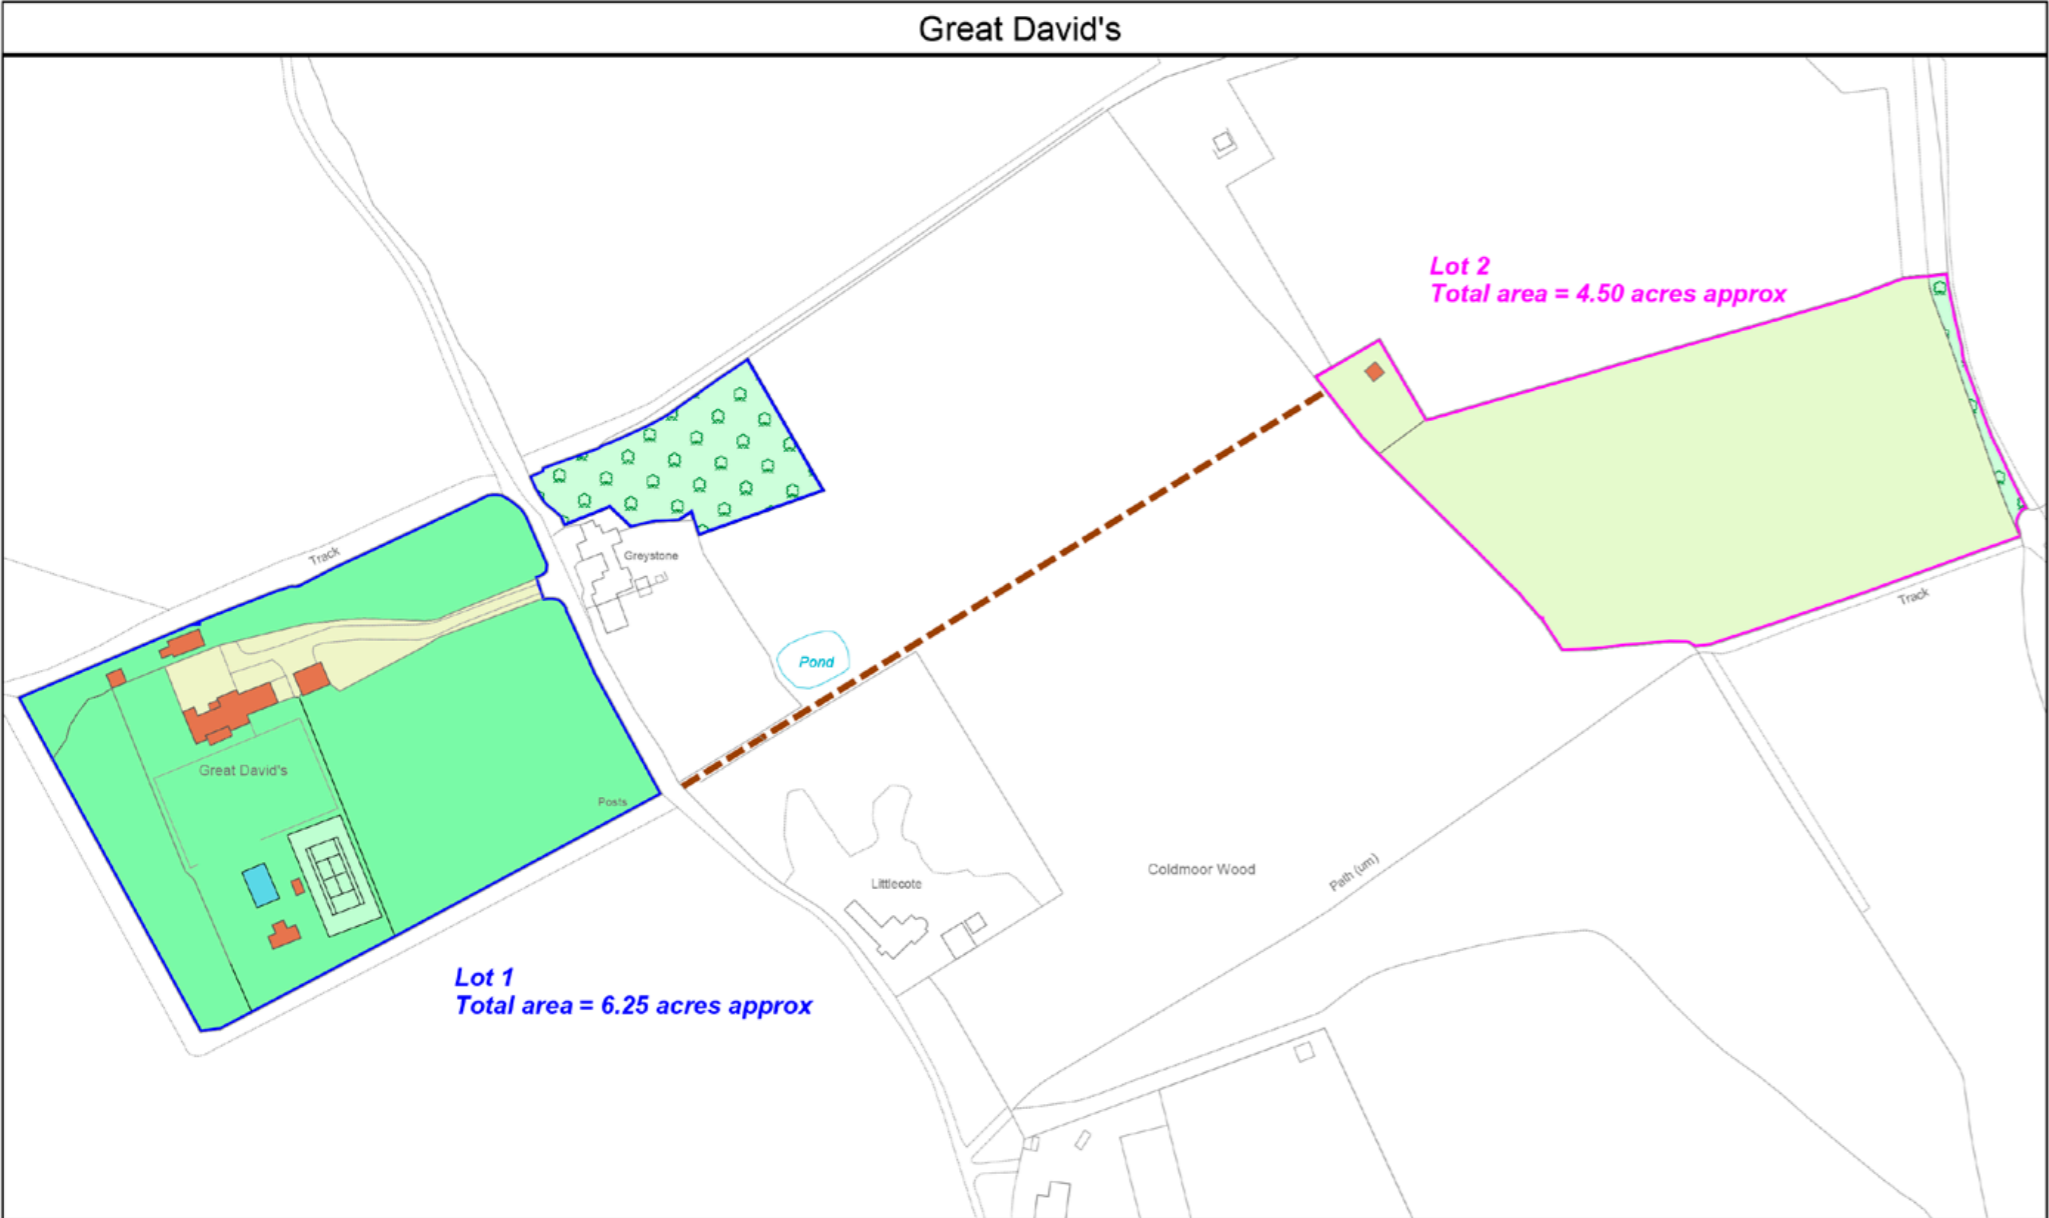 Great David's
Lot 2
Total area = 4.50 acres approx
Track
Greystone
Track
Pond
Great David's
Posts
Coldmoor Wood
Path (um)
Littlecote
Lot 1
Total area = 6.25 acres approx